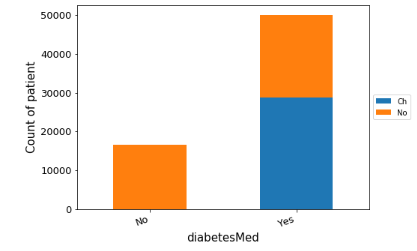 50000
40000
30000
20000
10000
0
Count of patient
No
Yes
diabetesMed
Ch
No